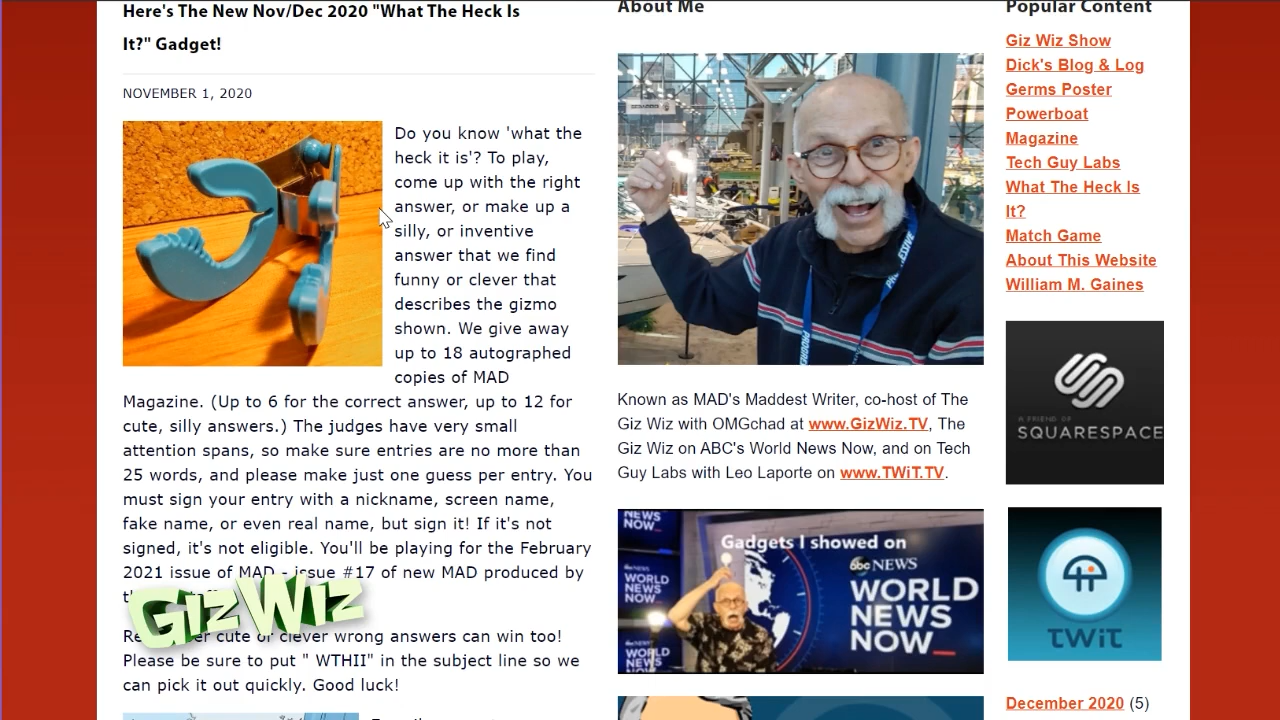 Here's The New Nov/Dec 2020 "What The Heck Is
It?" Gadget!
NOVEMBER 1, 2020
Do you know 'what the
heck it is'? To play,
come up with the right
answer, or make up a
silly, or inventive
answer that we find
funny or clever that
describes the gizmo
shown. We give away
up to 18 autographed
copies of MAD
Magazine. (Up to 6 for the correct answer, up to 12 for
cute, silly answers.) The judges have very small
attention spans, so make sure entries are no more than
25 words, and please make just one guess per entry. You
must sign your entry with a nickname, screen name,
fake name, or even real name, but sign it! If it's not
signed, it's not eligible. You'll be playing for the February
2021 issue of MAD - issue #17 of new MAD produced by
GizWiz
cute or clever wrong answers can win too!
Please be sure to put " WTHII" in the subject line so we
can pick it out quickly. Good luck!
About Me
PROGRESSIVE
Known as MAD's Maddest Writer, co-host of The
Giz Wiz with OMGchad at www.GizWiz.TV, The
Giz Wiz on ABC's World News Now, and on Tech
Guy Labs with Leo Laporte on www.TWiT.TV.
NEWS
NOW_
WORLD
NEWS
NOW_
WORLD
NEWS
Gadgets I showed on
abc NEWS
WORLD
NEWS
NOW_
Popular Content
Giz Wiz Show
Dick's Blog & Log
Germs Poster
Powerboat
Magazine
Tech Guy Labs
What The Heck Is
It?
Match Game
About This Website
William M. Gaines
A FRIEND OF
SQUARESPACE
TWiT
December 2020 (5)